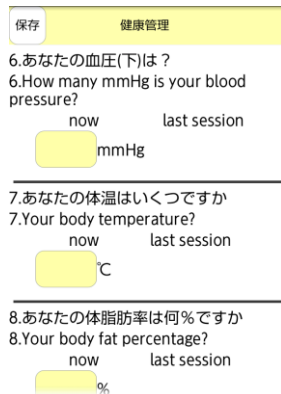 保存 健康管理
6.あなたの血圧(下)は？
6.How many mmHg is your blood
pressure?
now last session
mmHg
7.あなたの体温はいくつですか
7.Your body temperature?
now last session
℃
8.あなたの体脂肪率は何％ですか
8.Your body fat percentage?
now last session
%